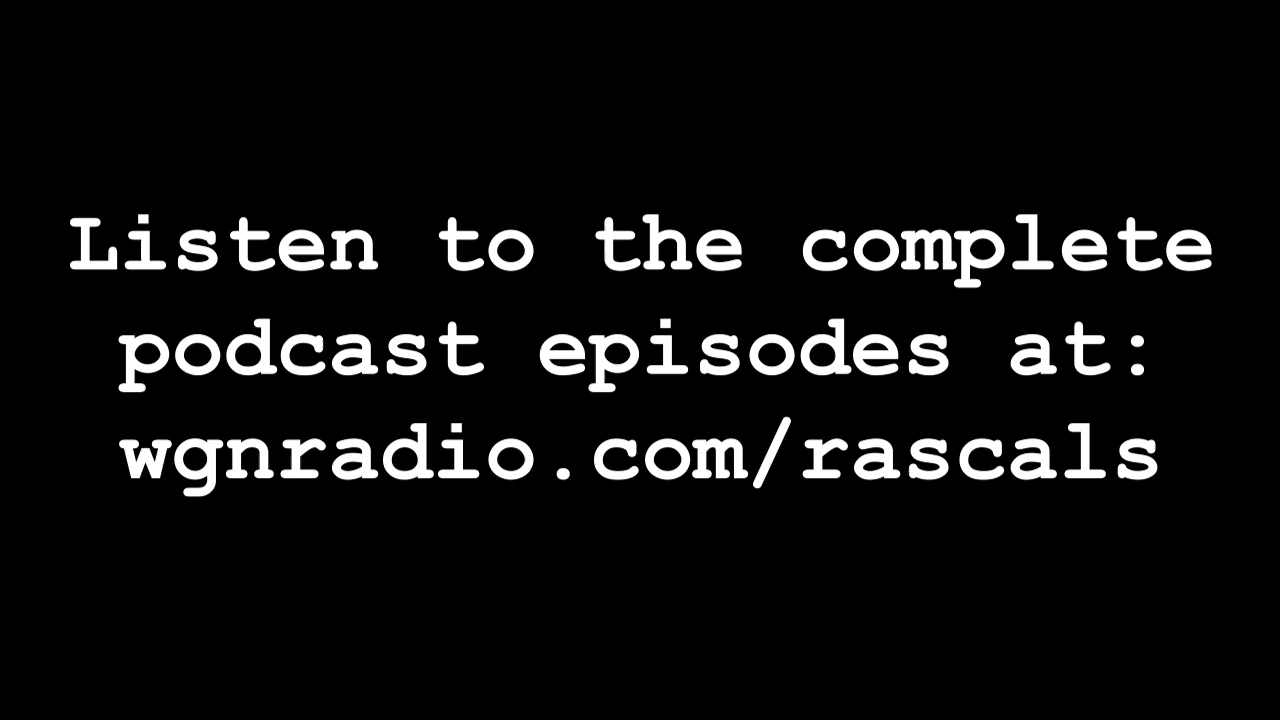 Listen to the complete
podcast episodes at:
wgnradio.com/rascals